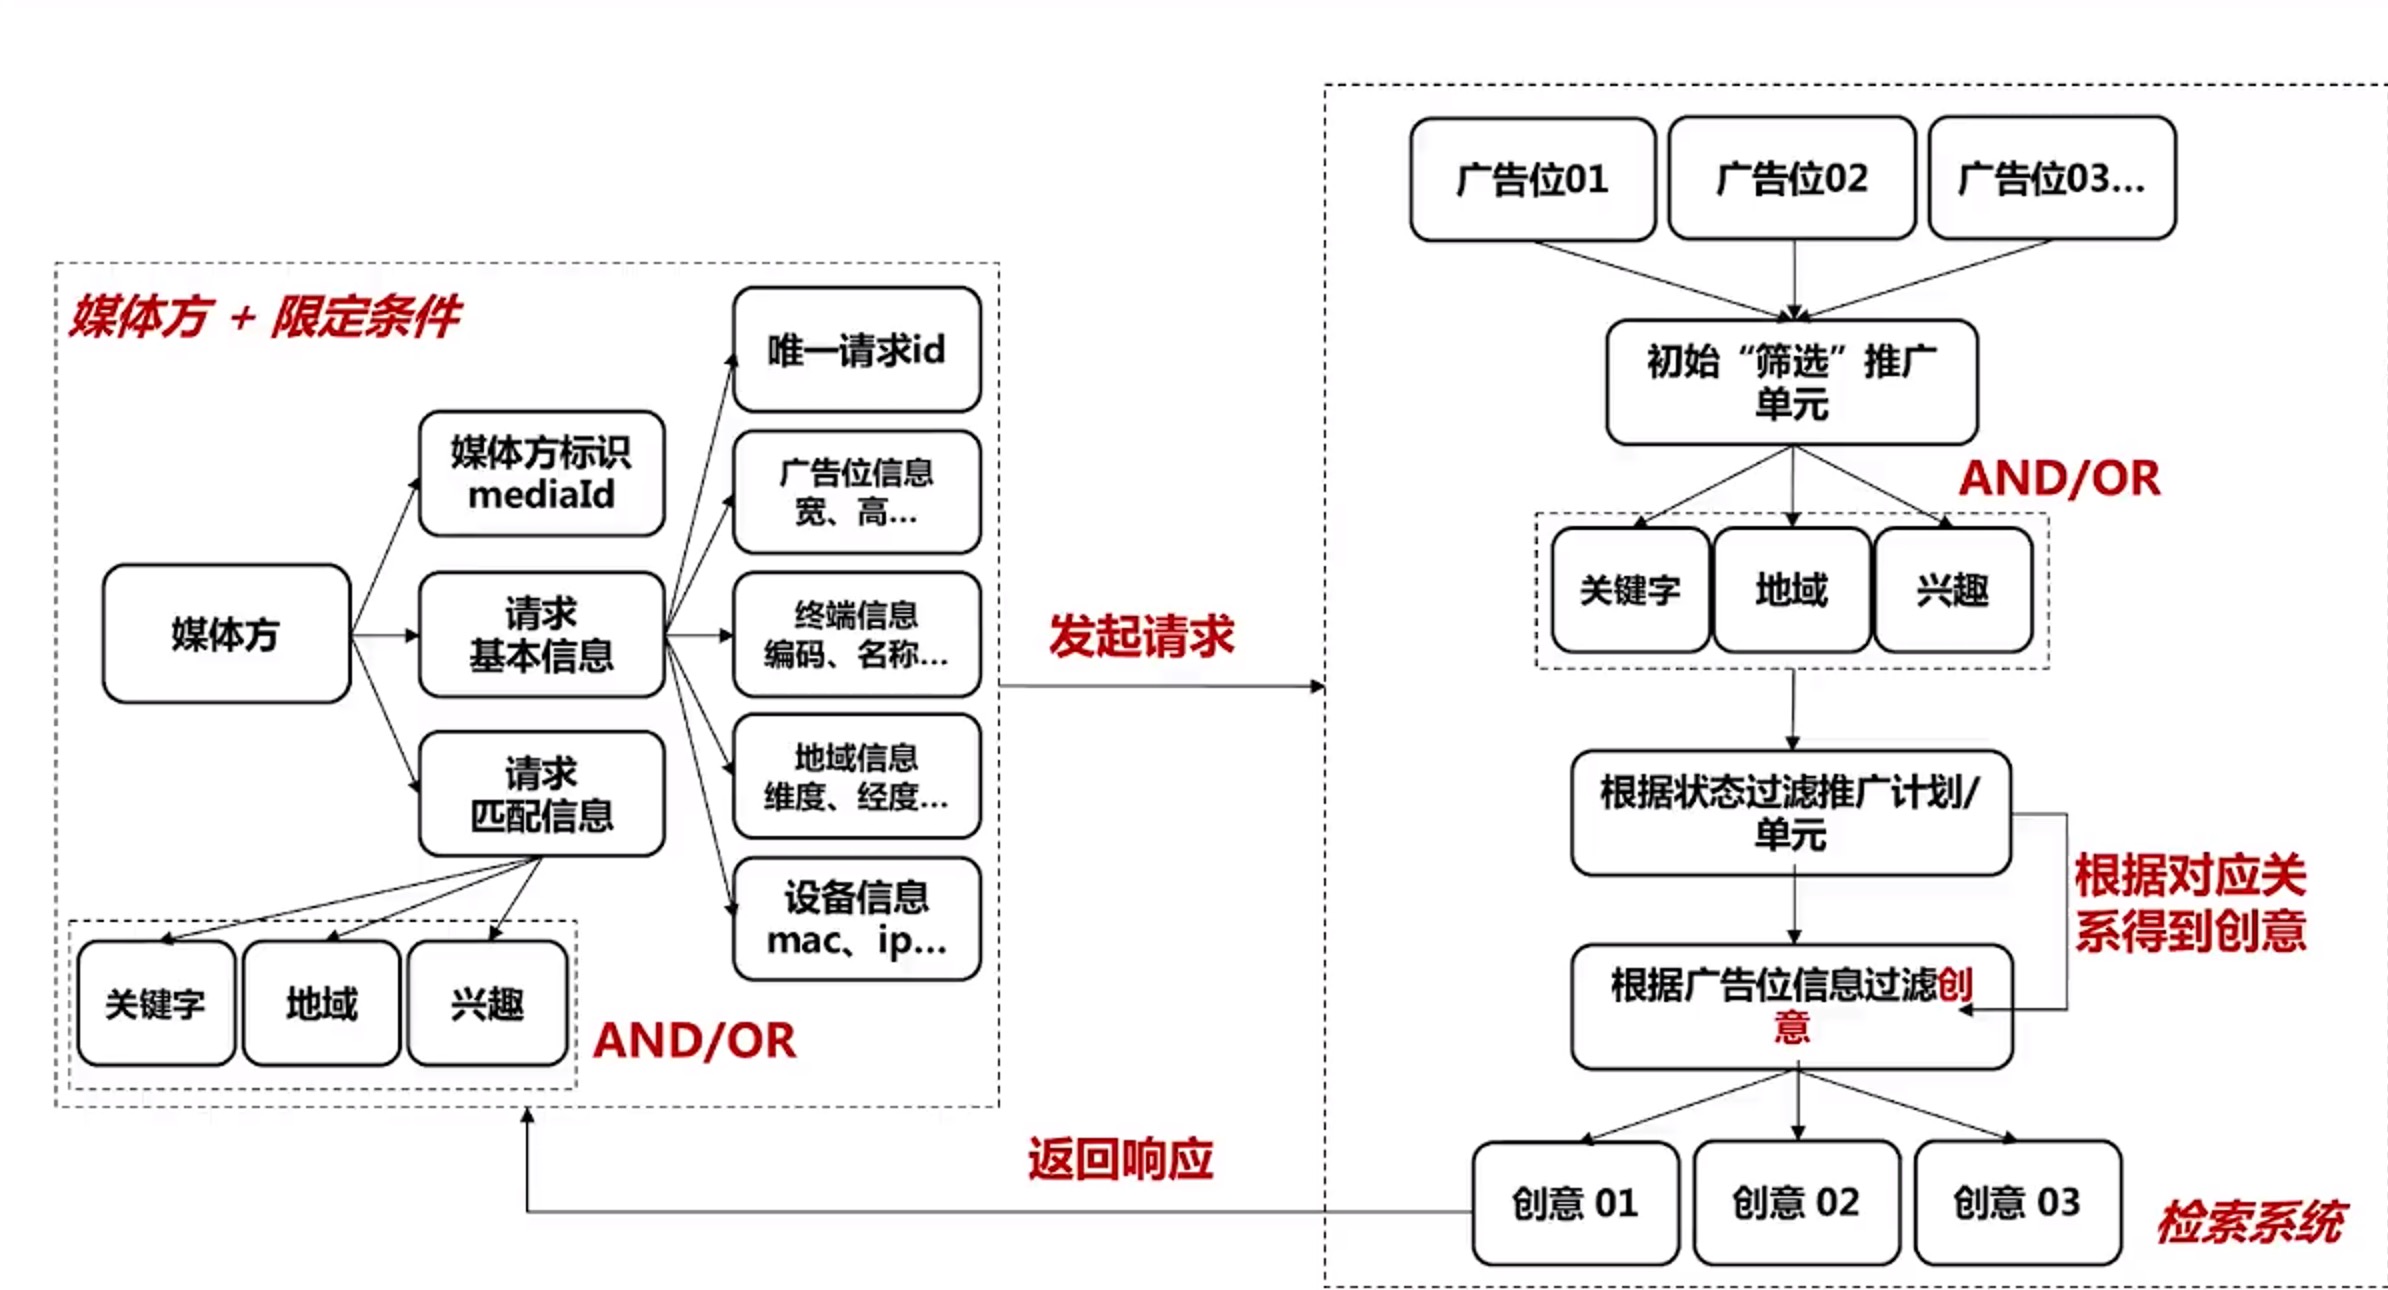 媒体方 + 限定条件
媒体方
媒体方标识
mediaId
请求
基本信息
请求
匹配信息
关键字
地域
兴趣
AND/OR
唯一请求id
广告位信息
宽、高...
终端信息
编码、名称...
地域信息
维度、经度...
设备信息
mac、ip...
发起请求
返回响应
广告位01
广告位02
广告位03...
初始“筛选”推广
单元
AND/OR
关键字
地域
兴趣
根据状态过滤推广计划/
单元
根据对应关
系得到创意
根据广告位信息过滤创
意
创意 01
创意 02
创意 03
检索系统